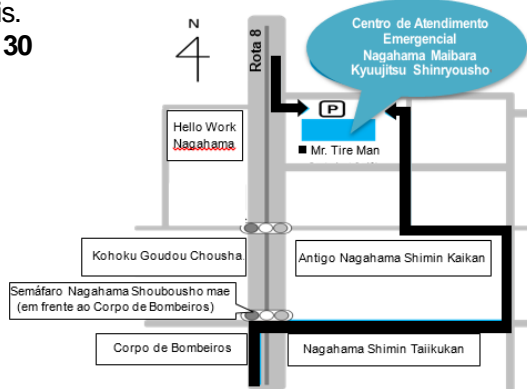 is.
30
N
Rota 8
Centro de Atendimento
Emergencial
Nagahama Maibara
Kyuujitsu Shinryousho
P
Hello Work
Nagahama
■ Mr. Tire Man
Kohoku Goudou Chousha
Antigo Nagahama Shimin Kaikan
Semáfaro Nagahama Shoubousho mae
(em frente ao Corpo de Bombeiros)
Corpo de Bombeiros
Nagahama Shimin Taiikukan